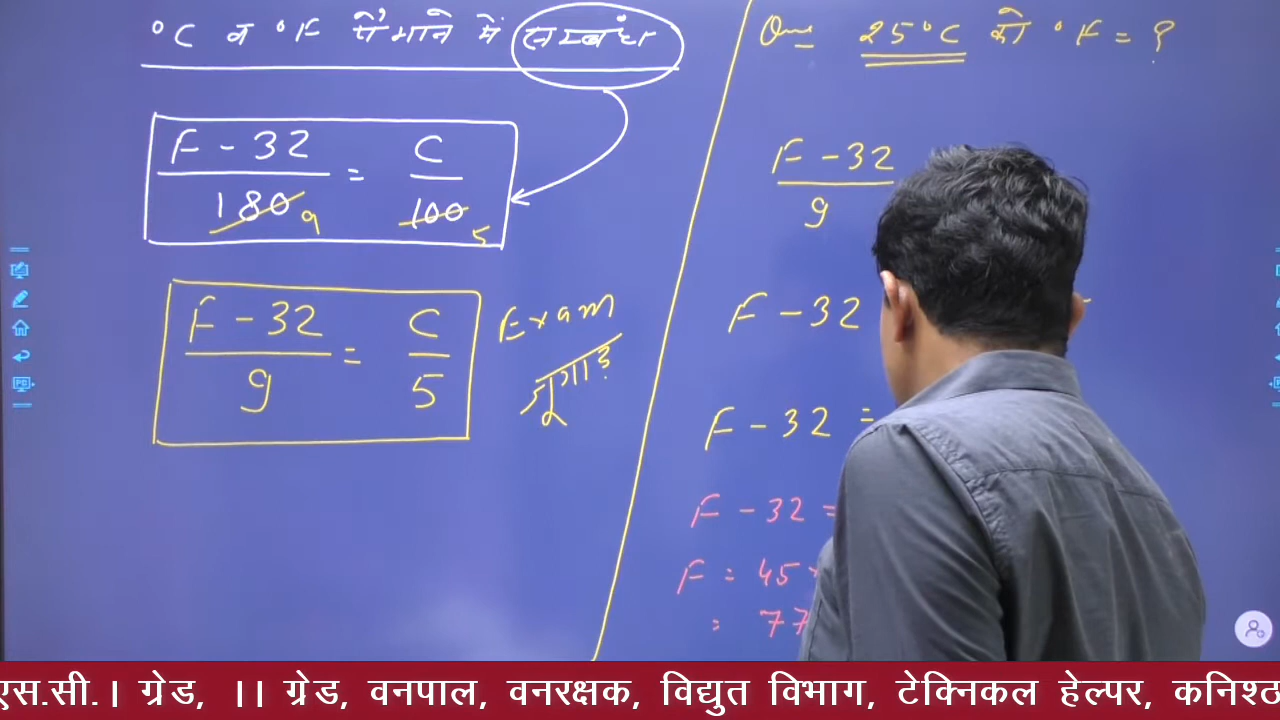 °C व °F पैमाने में सम्बंध
F - 32 / 180 9 = C / 100 5
F - 32 / 9 = C / 5
Exam
Que 25°C को °F = ?
F - 32 / 9
F - 32
F - 32 =
F - 32 =
F = 45
= 77
एस.सी. I ग्रेड, II ग्रेड, वनपाल, वनरक्षक, विद्युत विभाग, टेक्निकल हेल्पर, कनिश्ठ